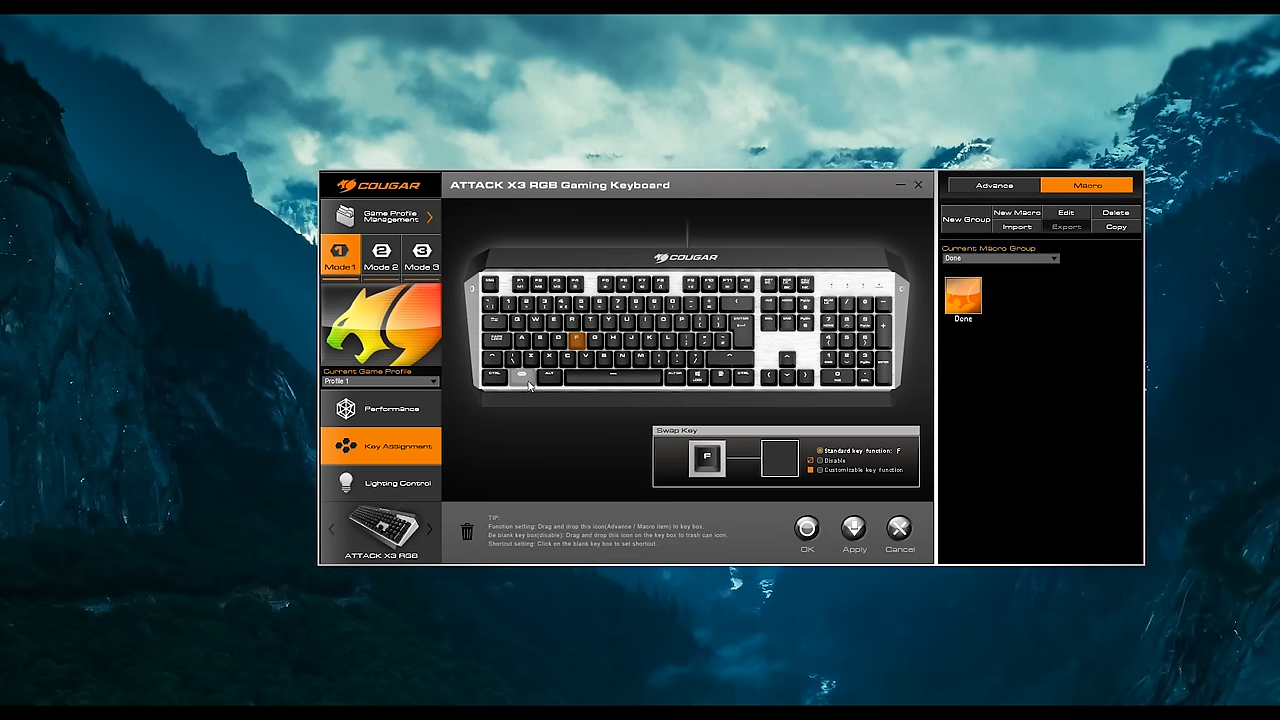 COUGAR
ATTACK X3 RGB Gaming Keyboard
Advance
Macro
Game Profile
Management
New Group
New Macro
Edit
Delete
Import
Export
Copy
Mode1
Mode 2
Mode 3
Current Macro Group
Done
COUGAR
Done
Current Game Profile
Profile 1
Performance
Key Assignment
Lighting Control
ATTACK X3 RGB
Swap Key
F
Standard key function: F
Disable
Customizable key function
TIP:
Function setting: Drag and drop this icon(Advance / Macro item) to key box.
Be blank key box(disable); Drag and drop this icon on the key box to trash can icon.
Shortcut setting: Click on the blank key box to set shortcut.
OK
Apply
Cancel